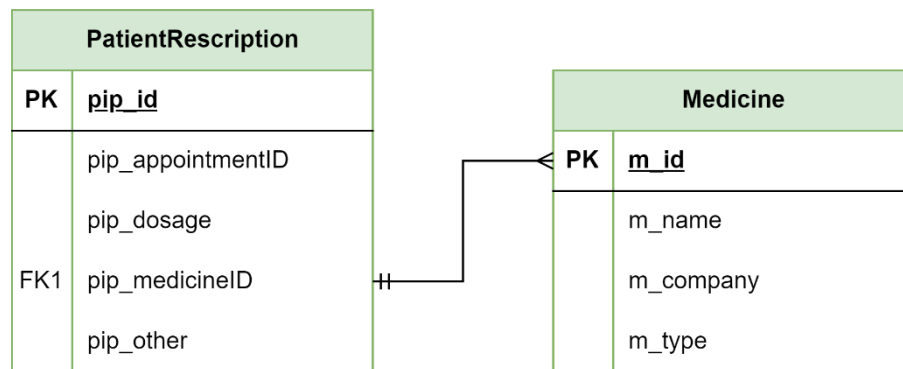 PatientRescription
PK pip_id
pip_appointmentID
pip_dosage
FK1 pip_medicineID
pip_other
Medicine
PK m_id
m_name
m_company
m_type